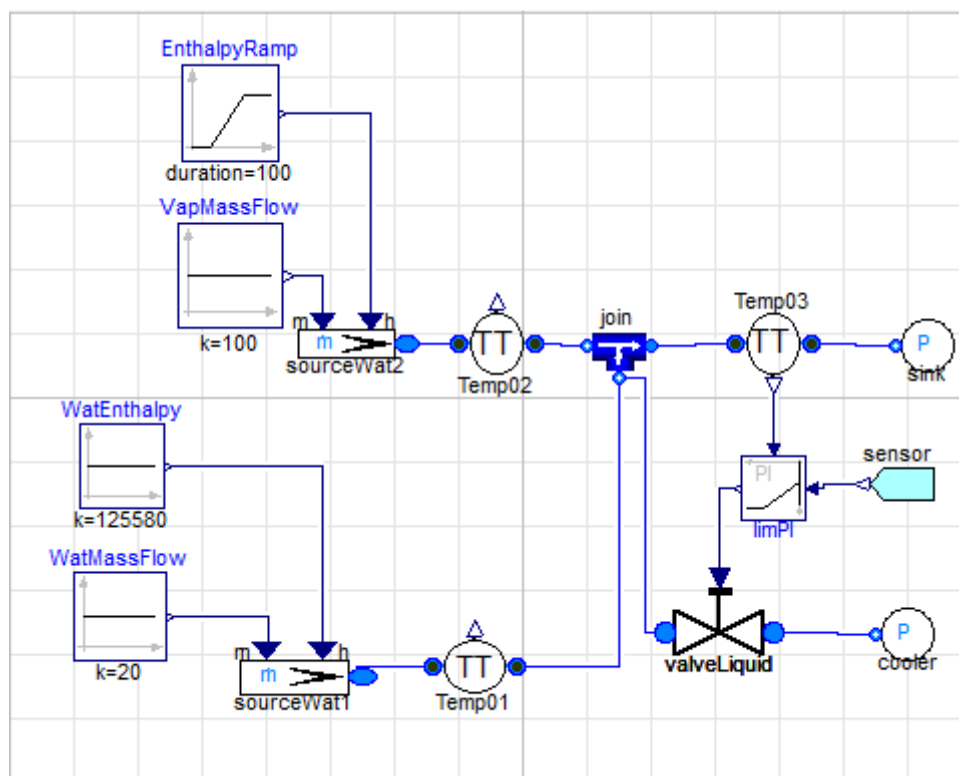 EnthalpyRamp
duration=100
VapMassFlow
k=100
m h
ṁ
sourceWat2
TT
Temp02
join
Temp03
TT
P
sink
WatEnthalpy
k=125580
WatMassFlow
k=20
m h
ṁ
sourceWat1
TT
Temp01
sensor
PI
limPI
valveLiquid
P
cooler